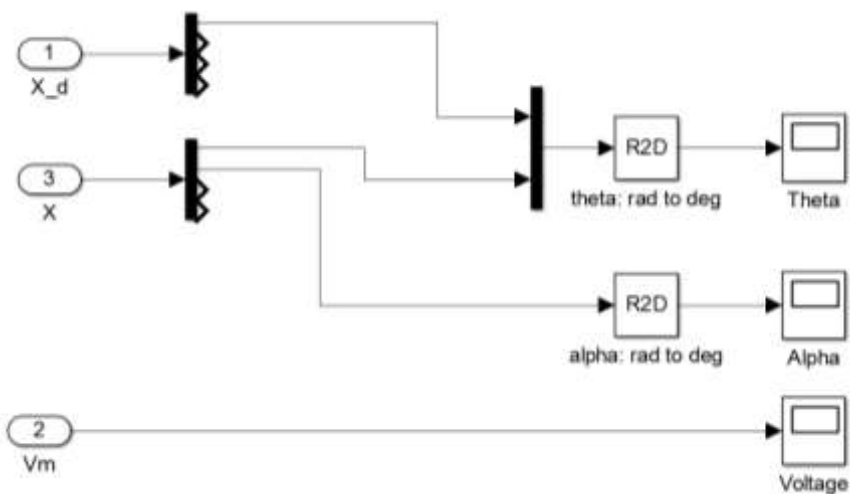 1
X_d
3
X
R2D
theta: rad to deg
Theta
R2D
alpha: rad to deg
Alpha
2
Vm
Voltage